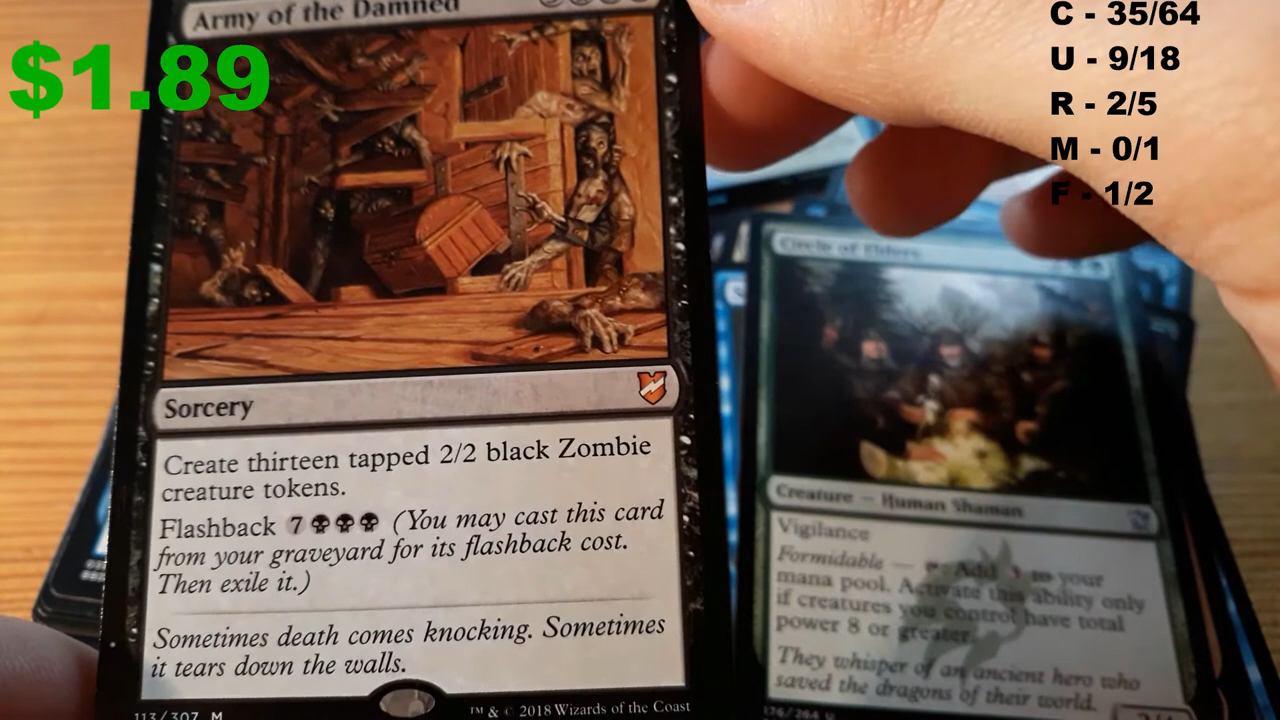 Army of the Damned
$1.89
C - 35/64
U - 9/18
R - 2/5
M - 0/1
F - 1/2
Sorcery
Create thirteen tapped 2/2 black Zombie
creature tokens.
Flashback 7 (You may cast this card
from your graveyard for its flashback cost.
Then exile it.)
Sometimes death comes knocking. Sometimes
it tears down the walls.
113/307 M
™ & © 2018 Wizards of the Coast
Circle of Elders
Creature — Human Shaman
Vigilance
Formidable — : Add 3 to your
mana pool. Activate this ability only
if creatures you control have total
power 8 or greater.
They whisper of an ancient hero who
saved the dragons of their world.